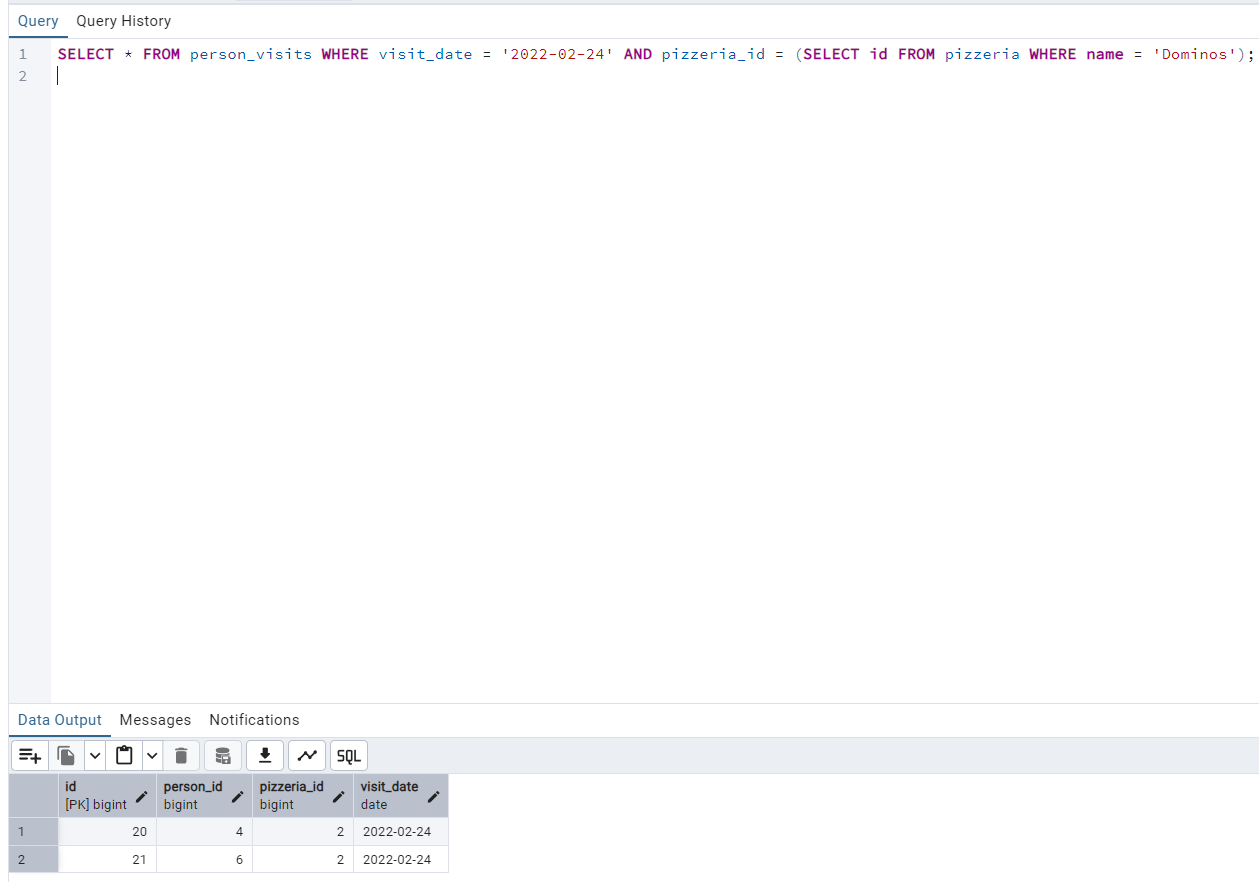 Query Query History
1 SELECT * FROM person_visits WHERE visit_date = '2022-02-24' AND pizzeria_id = (SELECT id FROM pizzeria WHERE name = 'Dominos');
2
Data Output Messages Notifications
SQL
id person_id pizzeria_id visit_date
[PK] bigint bigint bigint date
1 20 4 2 2022-02-24
2 21 6 2 2022-02-24